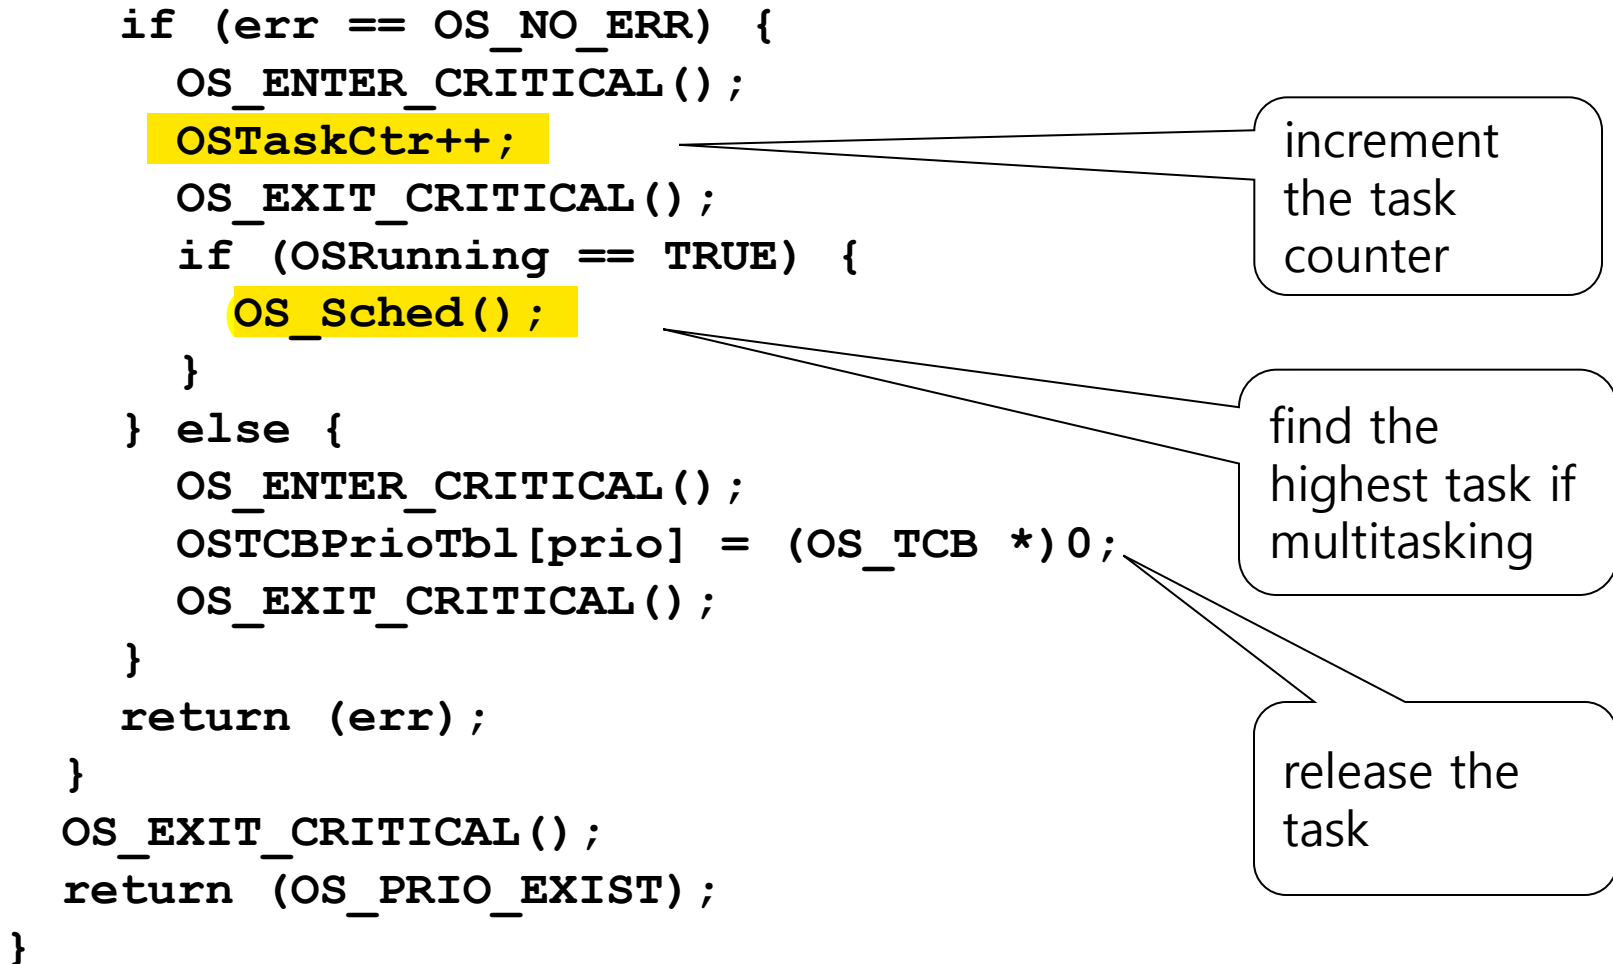 if (err == OS_NO_ERR) {
OS_ENTER_CRITICAL();
OSTaskCtr++;
OS_EXIT_CRITICAL();
if (OSRunning == TRUE) {
OS_Sched();
}
} else {
OS_ENTER_CRITICAL();
OSTCBPrioTbl[prio] = (OS_TCB *)0;
OS_EXIT_CRITICAL();
}
return (err);
}
OS_EXIT_CRITICAL();
return (OS_PRIO_EXIST);
}
increment
the task
counter
find the
highest task if
multitasking
release the
task